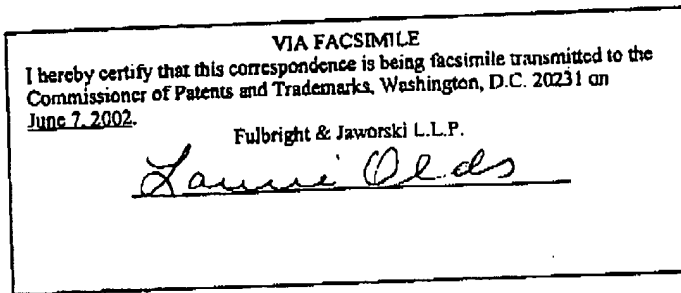 VIA FACSIMILE
I hereby certify that this correspondence is being facsimile transmitted to the
Commissioner of Patents and Trademarks, Washington, D.C. 20231 on
June 7, 2002.
Fulbright & Jaworski L.L.P.
Laurie Olds